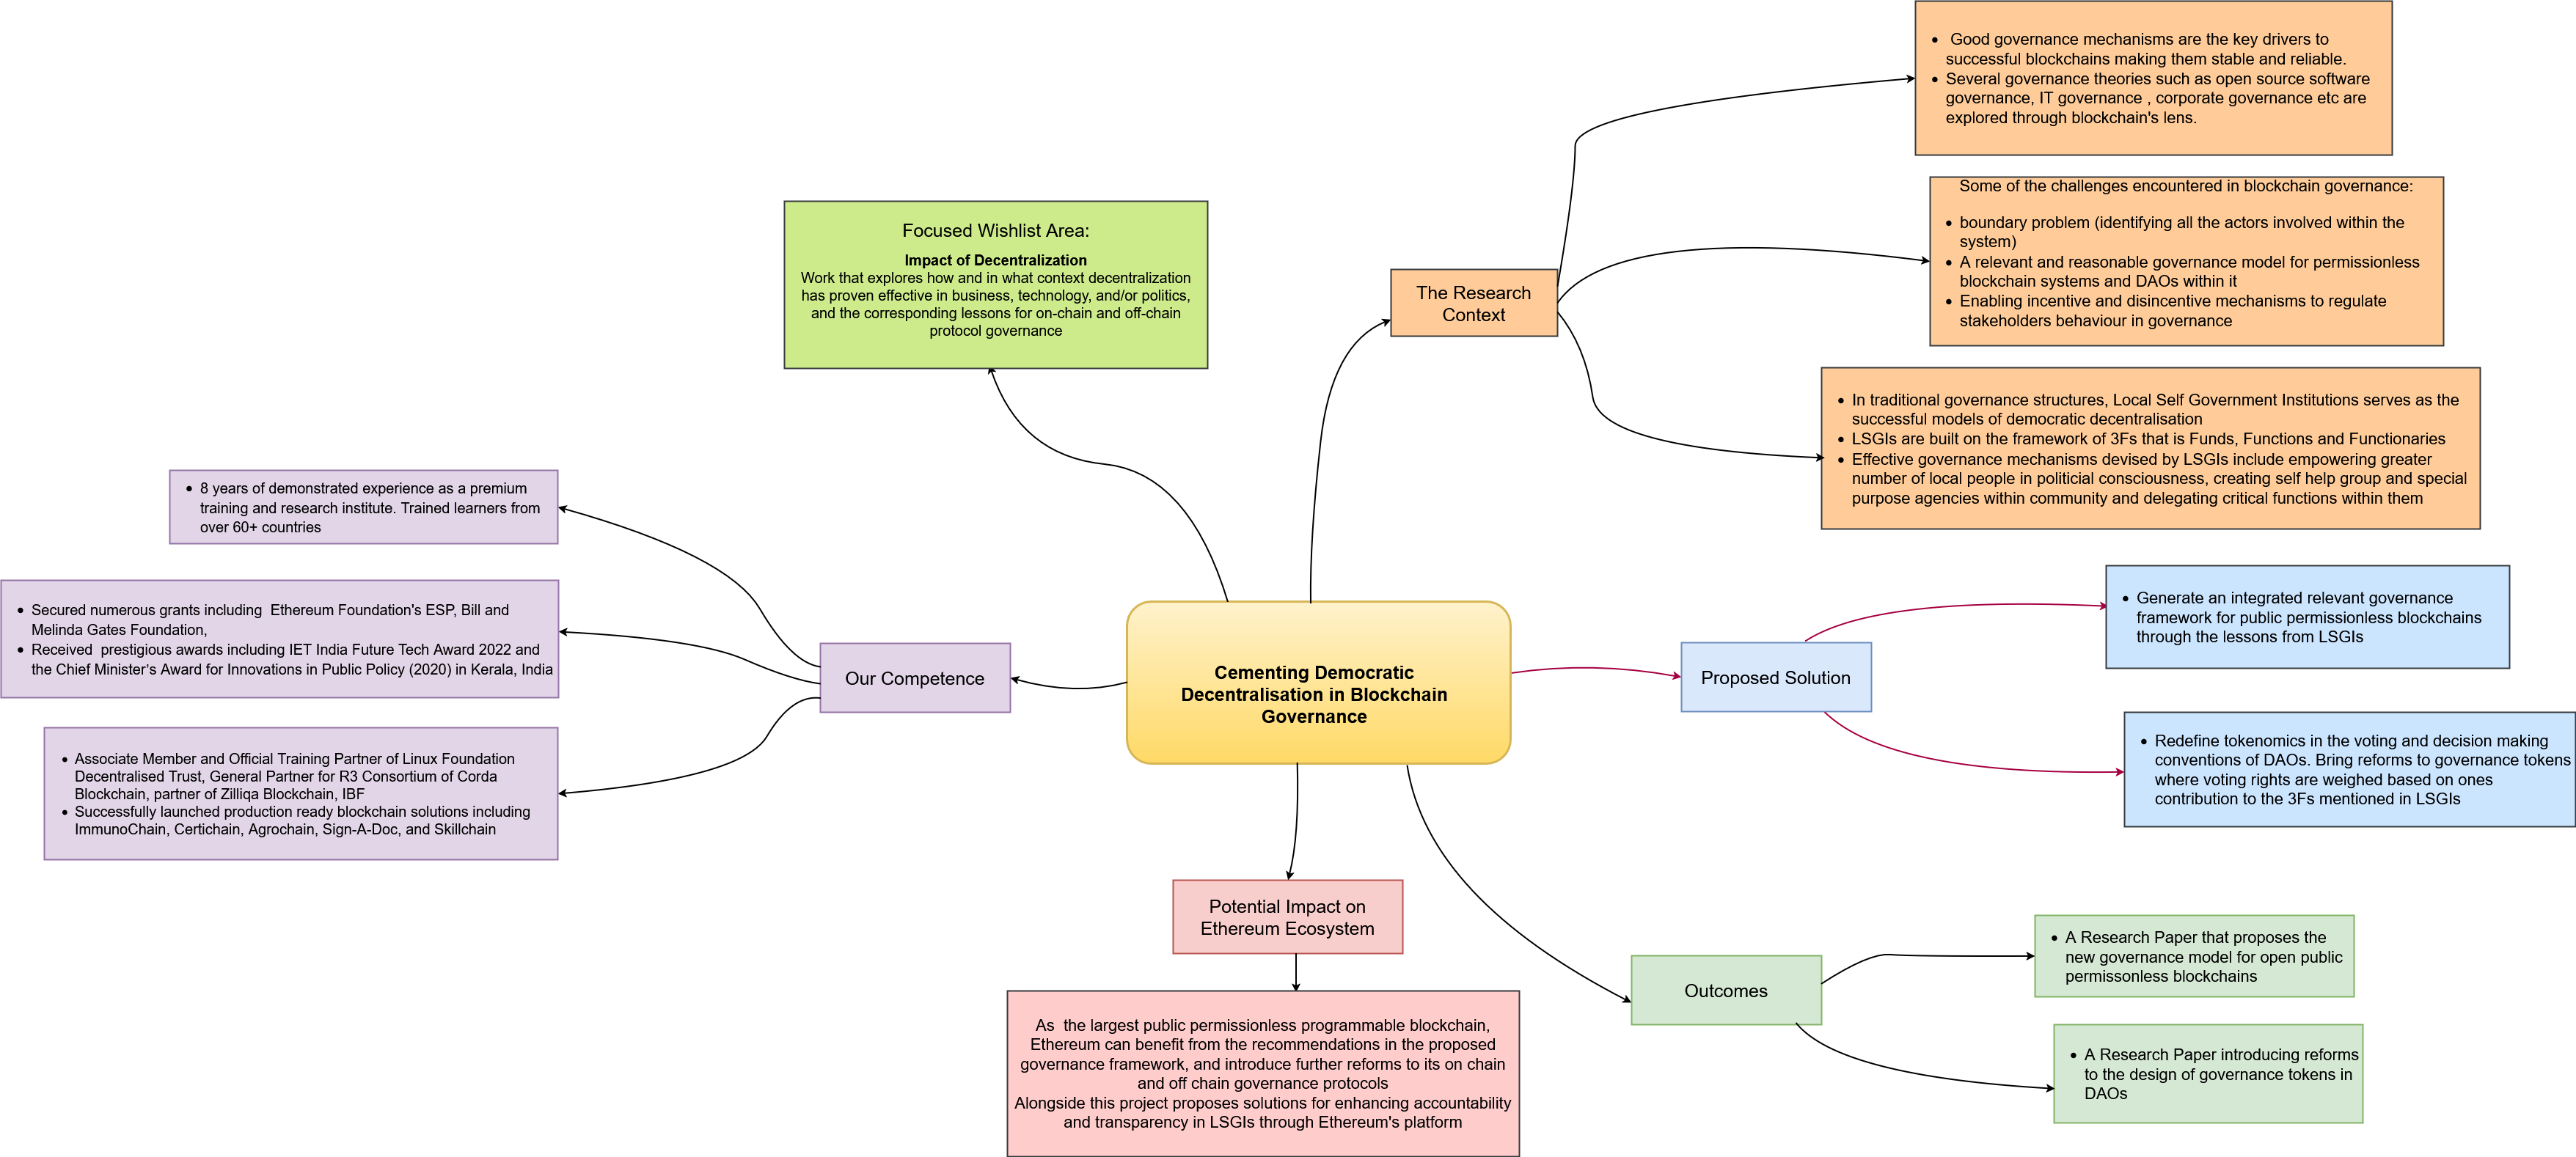 Good governance mechanisms are the key drivers to
successful blockchains making them stable and reliable.
Several governance theories such as open source software
governance, IT governance , corporate governance etc are
explored through blockchain's lens.
Some of the challenges encountered in blockchain governance:
boundary problem (identifying all the actors involved within the
system)
A relevant and reasonable governance model for permissionless
blockchain systems and DAOs within it
Enabling incentive and disincentive mechanisms to regulate
stakeholders behaviour in governance
Focused Wishlist Area:
Impact of Decentralization
Work that explores how and in what context decentralization
has proven effective in business, technology, and/or politics,
and the corresponding lessons for on-chain and off-chain
protocol governance
The Research
Context
In traditional governance structures, Local Self Government Institutions serves as the
successful models of democratic decentralisation
LSGIs are built on the framework of 3Fs that is Funds, Functions and Functionaries
Effective governance mechanisms devised by LSGIs include empowering greater
number of local people in politicial consciousness, creating self help group and special
purpose agencies within community and delegating critical functions within them
8 years of demonstrated experience as a premium
training and research institute. Trained learners from
over 60+ countries
Secured numerous grants including  Ethereum Foundation's ESP, Bill and
Melinda Gates Foundation,
Received  prestigious awards including IET India Future Tech Award 2022 and
the Chief Minister's Award for Innovations in Public Policy (2020) in Kerala, India
Associate Member and Official Training Partner of Linux Foundation
Decentralised Trust, General Partner for R3 Consortium of Corda
Blockchain, partner of Zilliqa Blockchain, IBF
Successfully launched production ready blockchain solutions including
ImmunoChain, Certichain, Agrochain, Sign-A-Doc, and Skillchain
Our Competence
Cementing Democratic
Decentralisation in Blockchain
Governance
Proposed Solution
Generate an integrated relevant governance
framework for public permissionless blockchains
through the lessons from LSGIs
Redefine tokenomics in the voting and decision making
conventions of DAOs. Bring reforms to governance tokens
where voting rights are weighed based on ones
contribution to the 3Fs mentioned in LSGIs
Potential Impact on
Ethereum Ecosystem
As  the largest public permissionless programmable blockchain,
Ethereum can benefit from the recommendations in the proposed
governance framework, and introduce further reforms to its on chain
and off chain governance protocols
Alongside this project proposes solutions for enhancing accountability
and transparency in LSGIs through Ethereum's platform
Outcomes
A Research Paper that proposes the
new governance model for open public
permissonless blockchains
A Research Paper introducing reforms
to the design of governance tokens in
DAOs